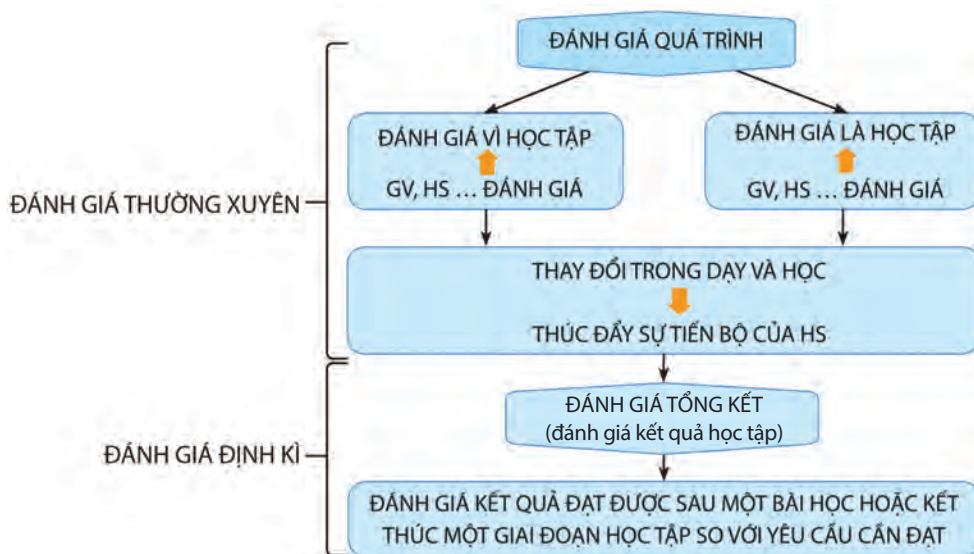 ĐÁNH GIÁ QUÁ TRÌNH
ĐÁNH GIÁ VÌ HỌC TẬP
GV, HS ... ĐÁNH GIÁ
ĐÁNH GIÁ LÀ HỌC TẬP
GV, HS ... ĐÁNH GIÁ
ĐÁNH GIÁ THƯỜNG XUYÊN
THAY ĐỔI TRONG DẠY VÀ HỌC
THÚC ĐẨY SỰ TIẾN BỘ CỦA HS
ĐÁNH GIÁ TỔNG KẾT
(đánh giá kết quả học tập)
ĐÁNH GIÁ ĐỊNH KÌ
ĐÁNH GIÁ KẾT QUẢ ĐẠT ĐƯỢC SAU MỘT BÀI HỌC HOẶC KẾT
THÚC MỘT GIAI ĐOẠN HỌC TẬP SO VỚI YÊU CẦU CẦN ĐẠT